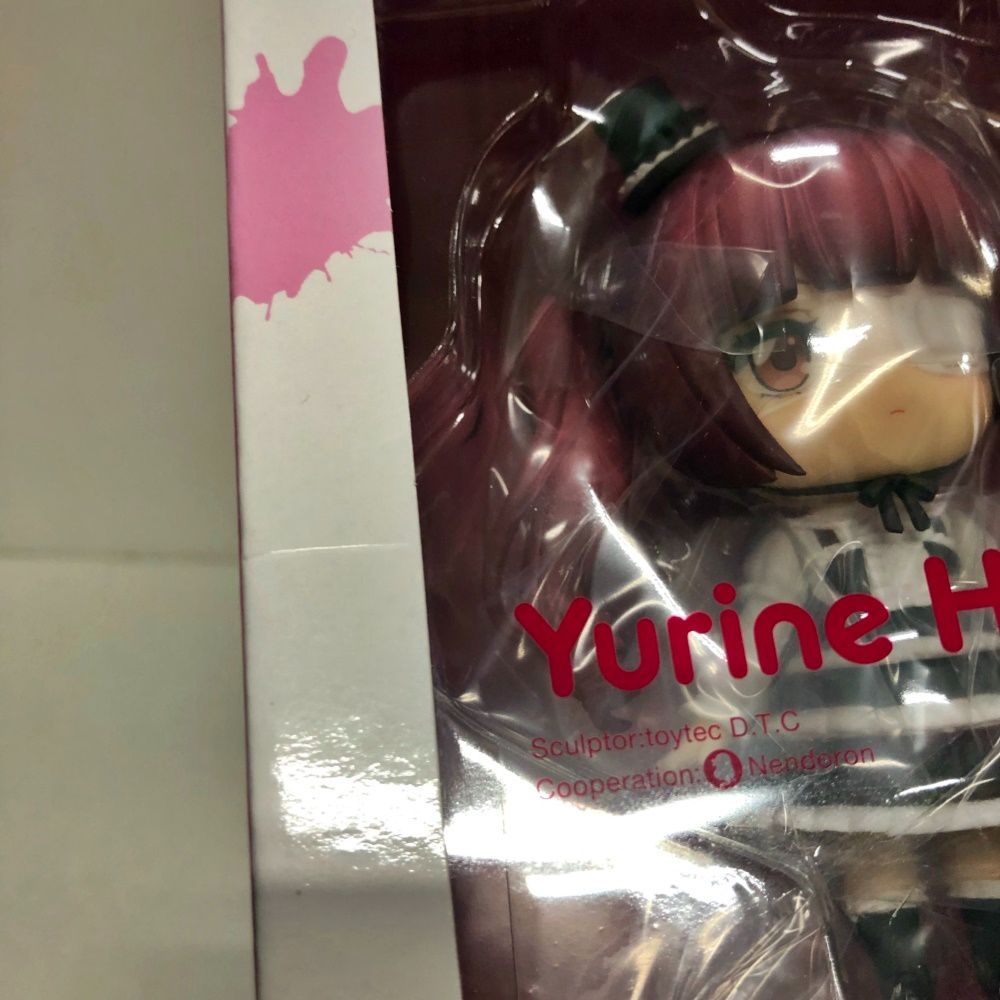 Yurine H
Sculptor:toytec D.T.C
Cooperation: Nendoron